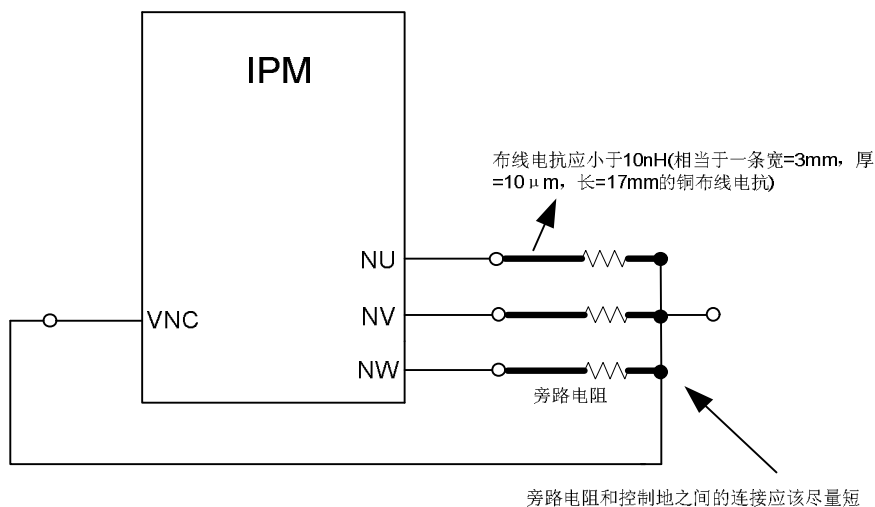 IPM
布线电抗应小于10nH(相当于一条宽=3mm，厚
=10μm，长=17mm的铜布线电抗)
NU
VNC
NV
NW
旁路电阻
旁路电阻和控制地之间的连接应该尽量短